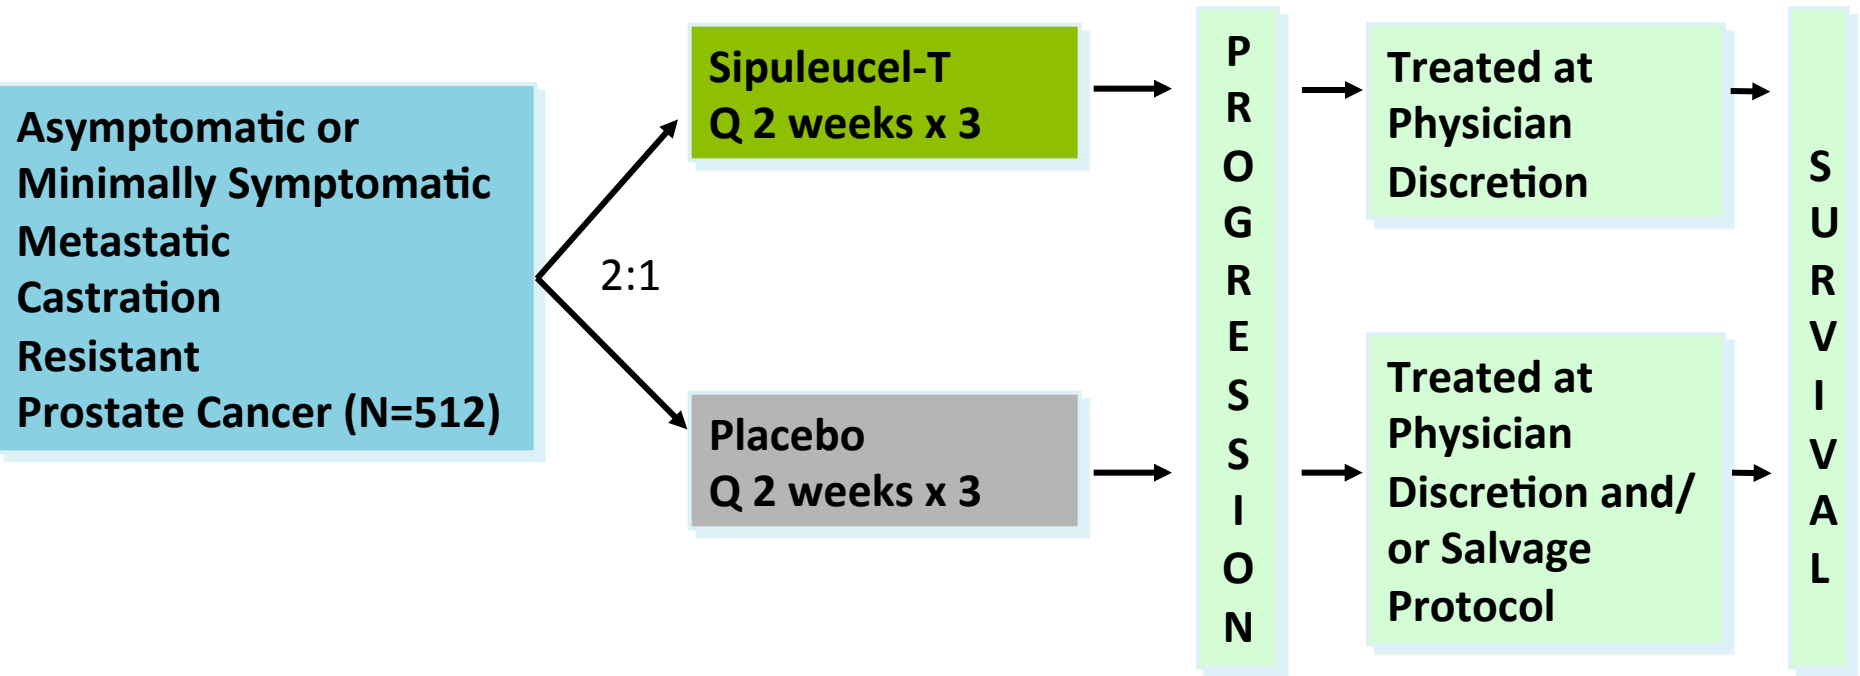 Asymptomatic or
Minimally Symptomatic
Metastatic
Castration
Resistant
Prostate Cancer (N=512)
2:1
Sipuleucel-T
Q 2 weeks x 3
Placebo
Q 2 weeks x 3
P
R
O
G
R
E
S
S
I
O
N
Treated at
Physician
Discretion
Treated at
Physician
Discretion and/
or Salvage
Protocol
S
U
R
V
I
V
A
L